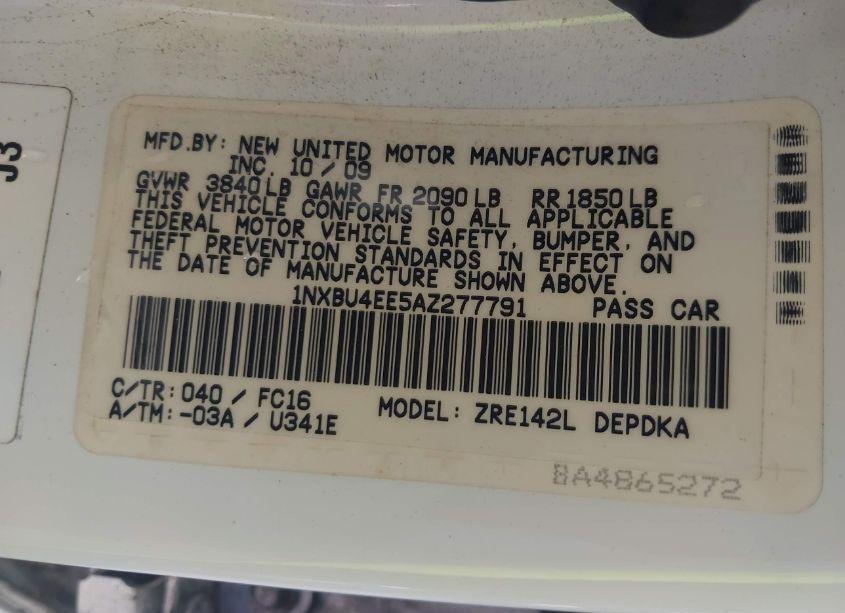 J3
MFD.BY: NEW UNITED MOTOR MANUFACTURING
INC. 10 / 09
GVWR 3840 LB GAWR FR 2090 LB RR 1850 LB
THIS VEHICLE CONFORMS TO ALL APPLICABLE
FEDERAL MOTOR VEHICLE SAFETY, BUMPER, AND
THEFT PREVENTION STANDARDS IN EFFECT ON
THE DATE OF MANUFACTURE SHOWN ABOVE.
1NXBU4EE5AZ277791 PASS CAR
C/TR: 040 / FC16
A/TM: -03A / U341E
MODEL: ZRE142L DEPDKA
BA4865272